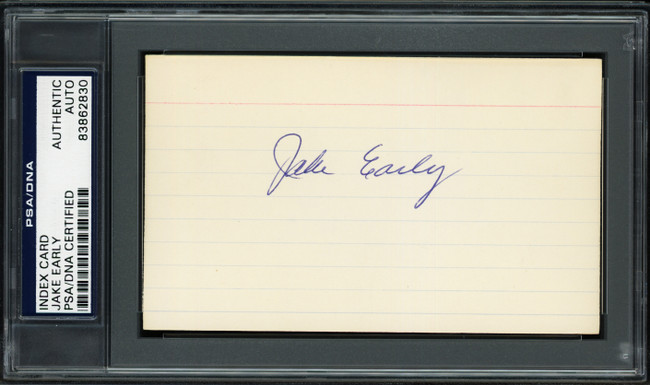 PSA/DNA
INDEX CARD
JAKE EARLY
PSA/DNA CERTIFIED
AUTHENTIC
AUTO
83862830
Jake Early